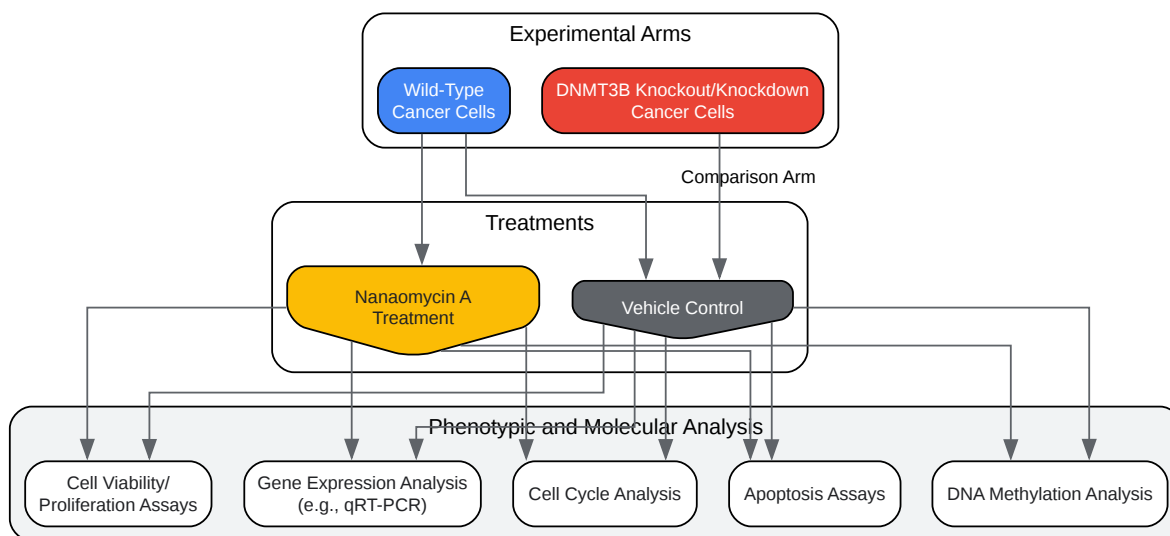 Experimental Arms
Wild-Type
Cancer Cells
DNMT3B Knockout/Knockdown
Cancer Cells
Comparison Arm
Treatments
Nanaomycin A
Treatment
Vehicle Control
Phenotypic and Molecular Analysis
Cell Viability/
Proliferation Assays
Gene Expression Analysis
(e.g., qRT-PCR)
Cell Cycle Analysis
Apoptosis Assays
DNA Methylation Analysis